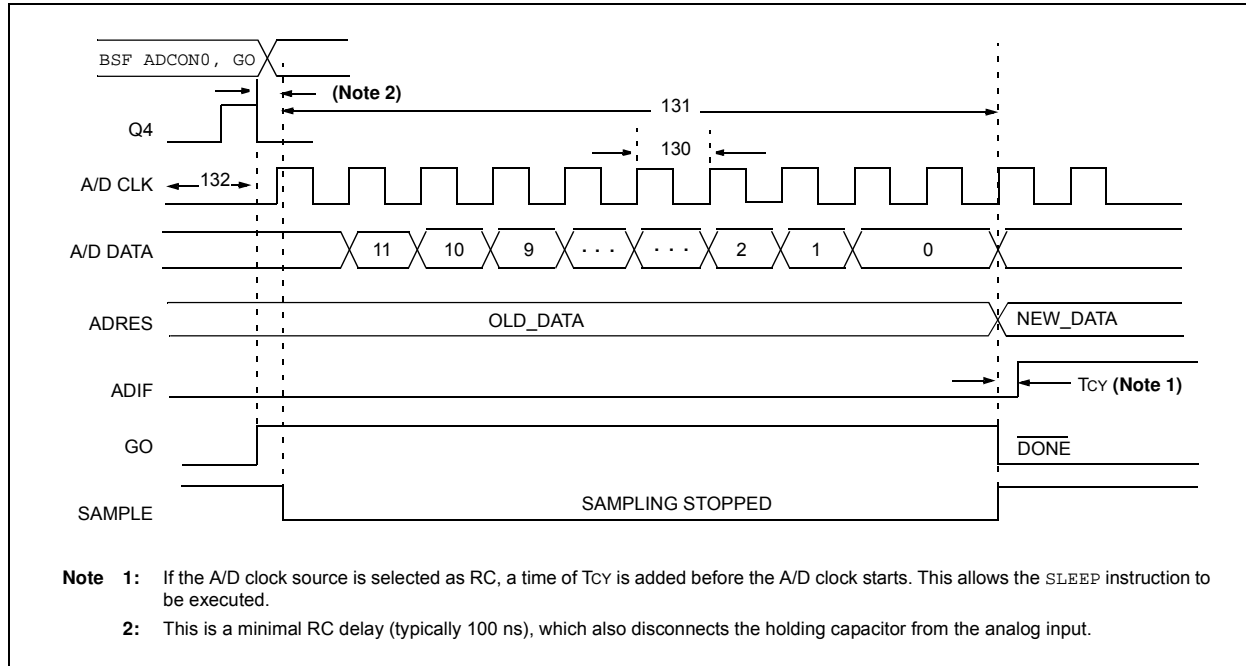 BSF ADCON0, GO
(Note 2)
131
Q4
130
A/D CLK
132
A/D DATA
11
10
9
. . .
. . .
2
1
0
ADRES
OLD_DATA
NEW_DATA
ADIF
TCY (Note 1)
GO
DONE
SAMPLE
SAMPLING STOPPED
Note 1: If the A/D clock source is selected as RC, a time of TCY is added before the A/D clock starts. This allows the SLEEP instruction to
be executed.
2: This is a minimal RC delay (typically 100 ns), which also disconnects the holding capacitor from the analog input.